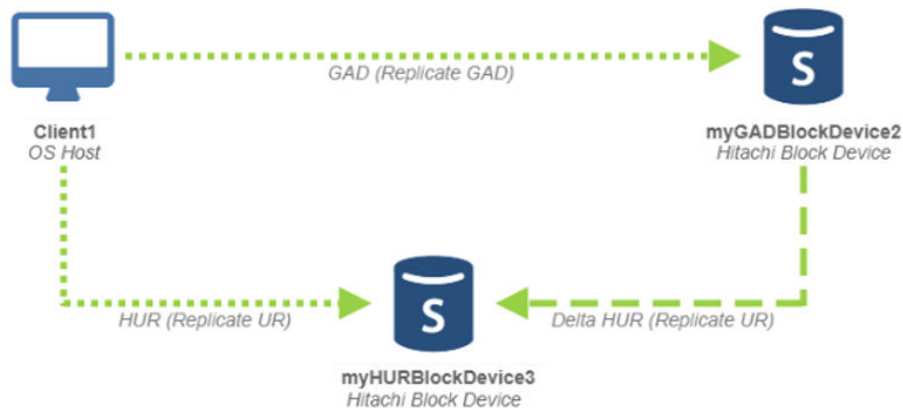 S
GAD (Replicate GAD)
Client1
OS Host
myGADBlockDevice2
Hitachi Block Device
S
HUR (Replicate UR)
Delta HUR (Replicate UR)
myHURBlockDevice3
Hitachi Block Device